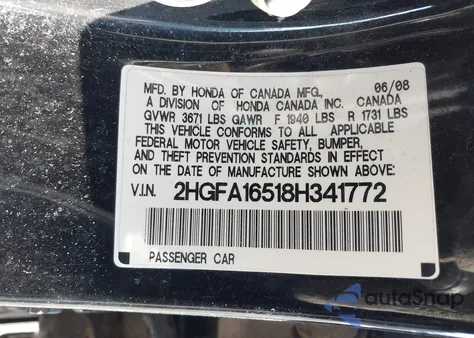 MFD. BY HONDA OF CANADA MFG., 06/08
A DIVISION OF HONDA CANADA INC. CANADA
GVWR 3671 LBS GAWR F 1940 LBS R 1731 LBS
THIS VEHICLE CONFORMS TO ALL APPLICABLE
FEDERAL MOTOR VEHICLE SAFETY, BUMPER,
AND THEFT PREVENTION STANDARDS IN EFFECT
ON THE DATE OF MANUFACTURE SHOWN ABOVE.
V.I.N. 2HGFA16518H341772
PASSENGER CAR
autoSnap